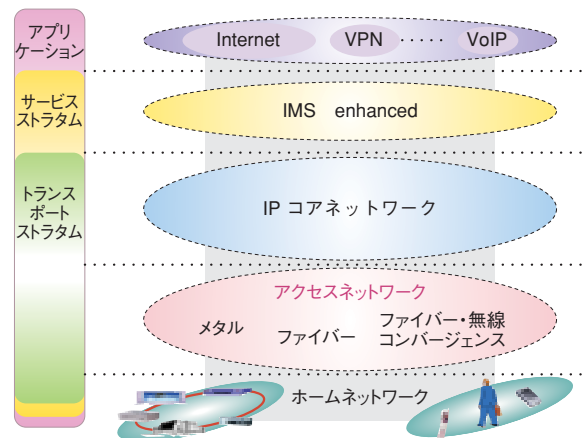 アプリ
ケーション
Internet
VPN
・・・・・
VoIP
サービス
ストラタム
IMS enhanced
トランス
ポート
ストラタム
IP コアネットワーク
アクセスネットワーク
メタル
ファイバー
ファイバー・無線
コンバージェンス
ホームネットワーク